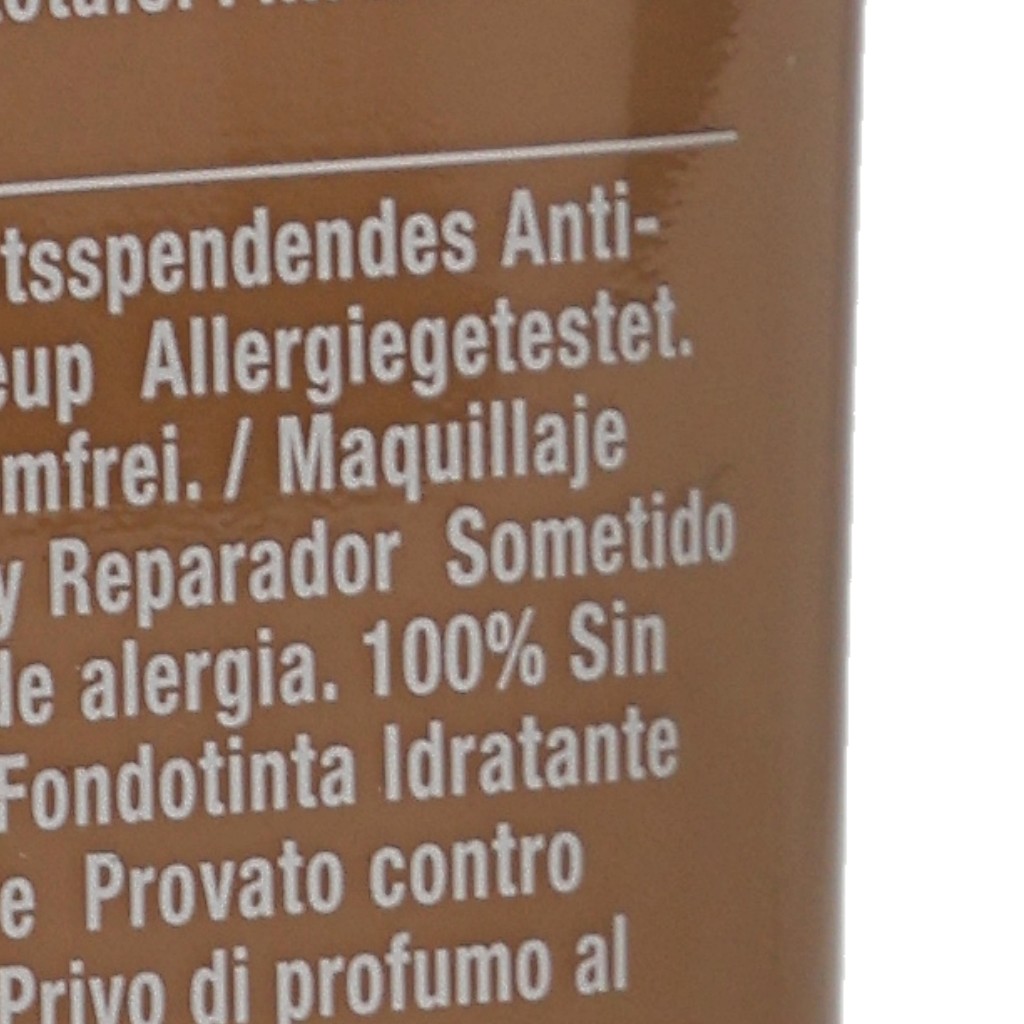 tsspendendes Anti-
eup Allergiegetestet.
mfrei. / Maquillaje
y Reparador Sometido
le alergia. 100% Sin
Fondotinta Idratante
e Provato contro
Privo di profumo al